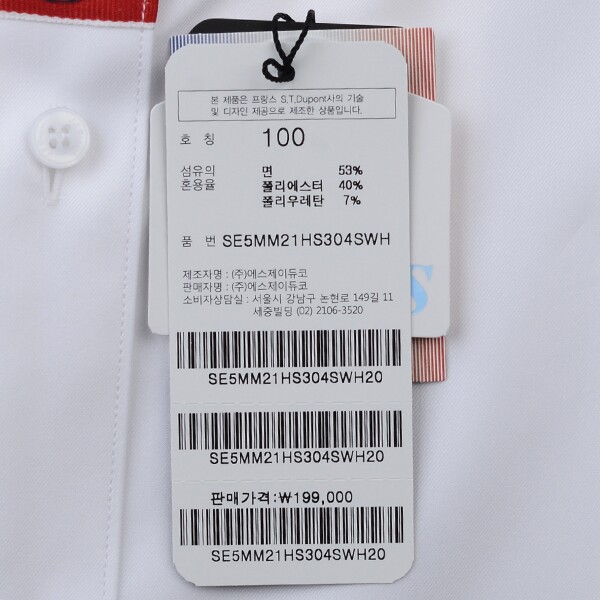 본 제품은 프랑스 S.T.Dupont사의 기술
및 디자인 제공으로 제조한 상품입니다.
호 칭 100
섬유의 면 53%
혼용율 폴리에스터 40%
폴리우레탄 7%
품 번 SE5MM21HS304SWH
제조자명 : (주)에스제이듀코
판매자명 : (주)에스제이듀코
소비자상담실 : 서울시 강남구 논현로 149길 11
세중빌딩 (02) 2106-3520
S
SE5MM21HS304SWH20
SE5MM21HS304SWH20
판매가격:₩199,000
SE5MM21HS304SWH20